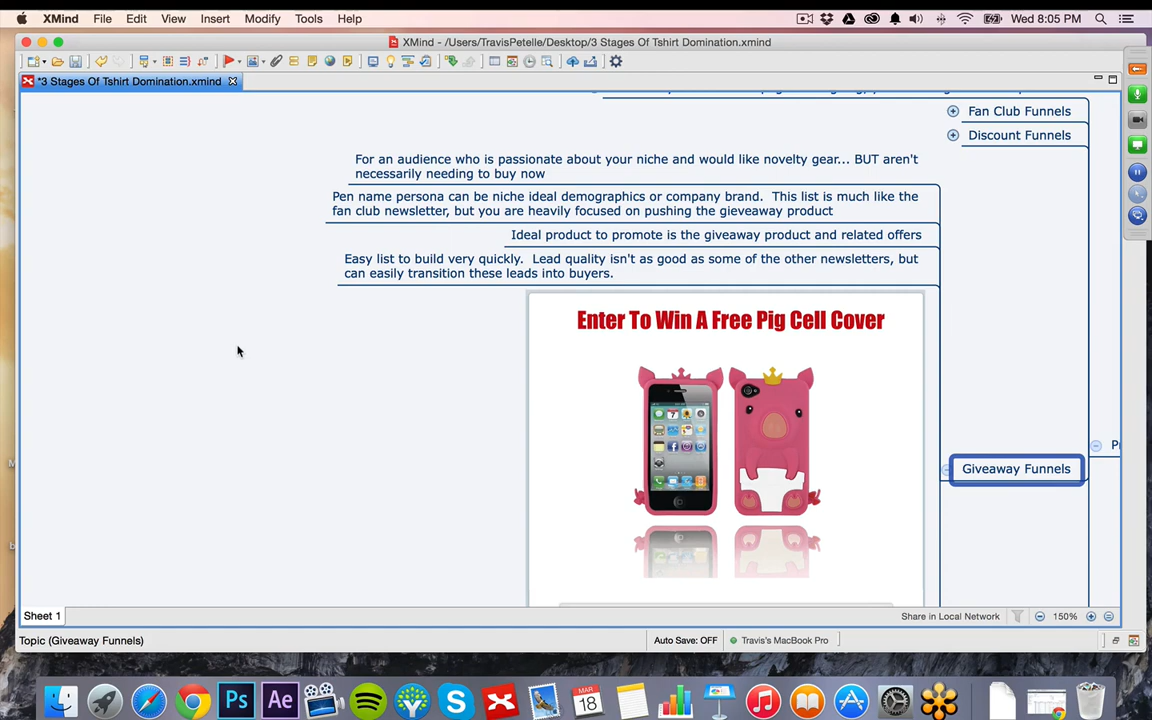 XMind File Edit View Insert Modify Tools Help Wed 8:05 PM
XMind - /Users/TravisPetelle/Desktop/3 Stages Of Tshirt Domination.xmind
*3 Stages Of Tshirt Domination.xmind
Fan Club Funnels
Discount Funnels
For an audience who is passionate about your niche and would like novelty gear... BUT aren't
necessarily needing to buy now
Pen name persona can be niche ideal demographics or company brand. This list is much like the
fan club newsletter, but you are heavily focused on pushing the gieveaway product
Ideal product to promote is the giveaway product and related offers
Easy list to build very quickly. Lead quality isn't as good as some of the other newsletters, but
can easily transition these leads into buyers.
Enter To Win A Free Pig Cell Cover
Giveaway Funnels
Sheet 1
Share in Local Network
150%
Topic (Giveaway Funnels)
Auto Save: OFF
Travis's MacBook Pro
Ps
Ae
MAR
18